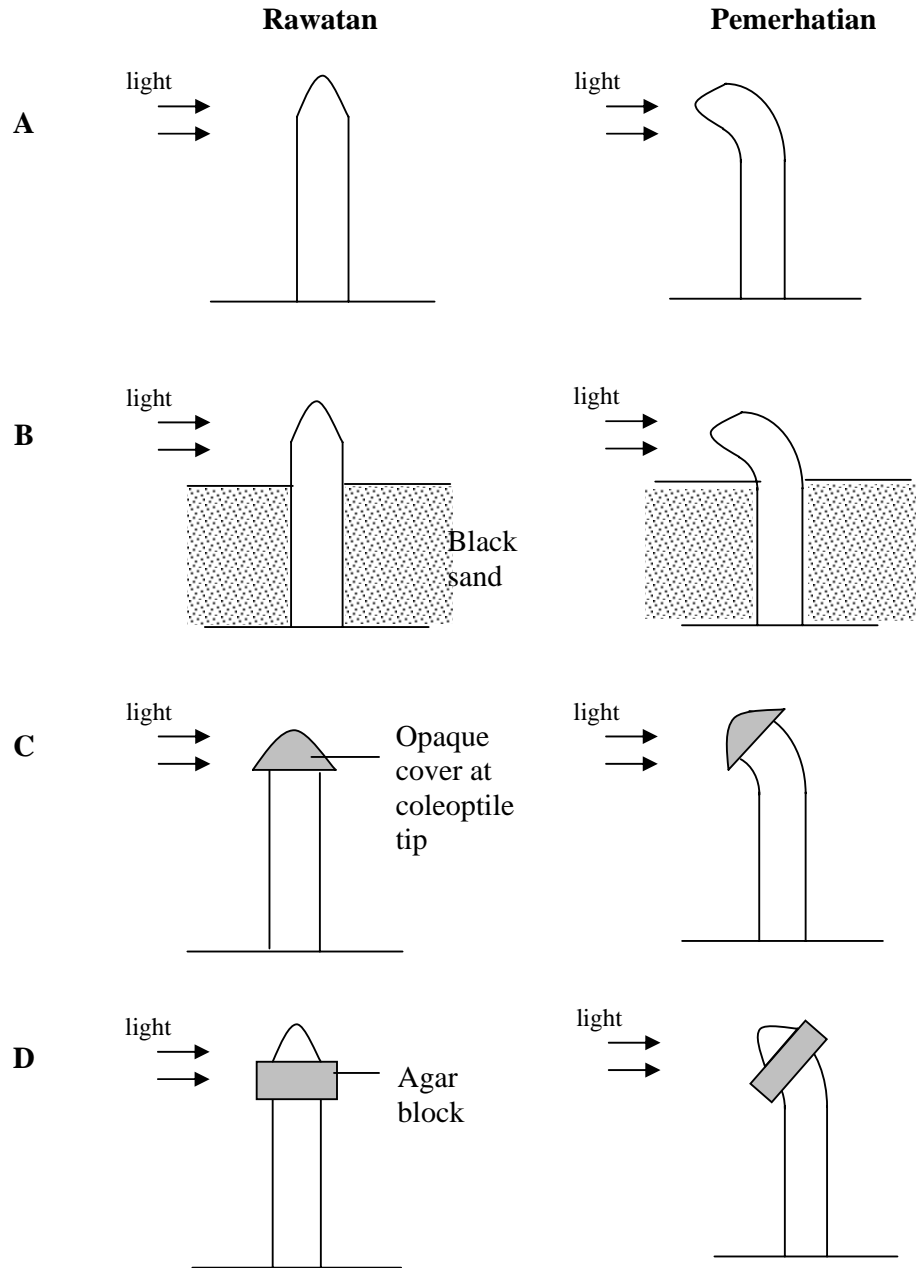 Rawatan Pemerhatian
light light
A
light light
B
Black
sand
light light
C
Opaque
cover at
coleoptile
tip
light light
D
Agar
block